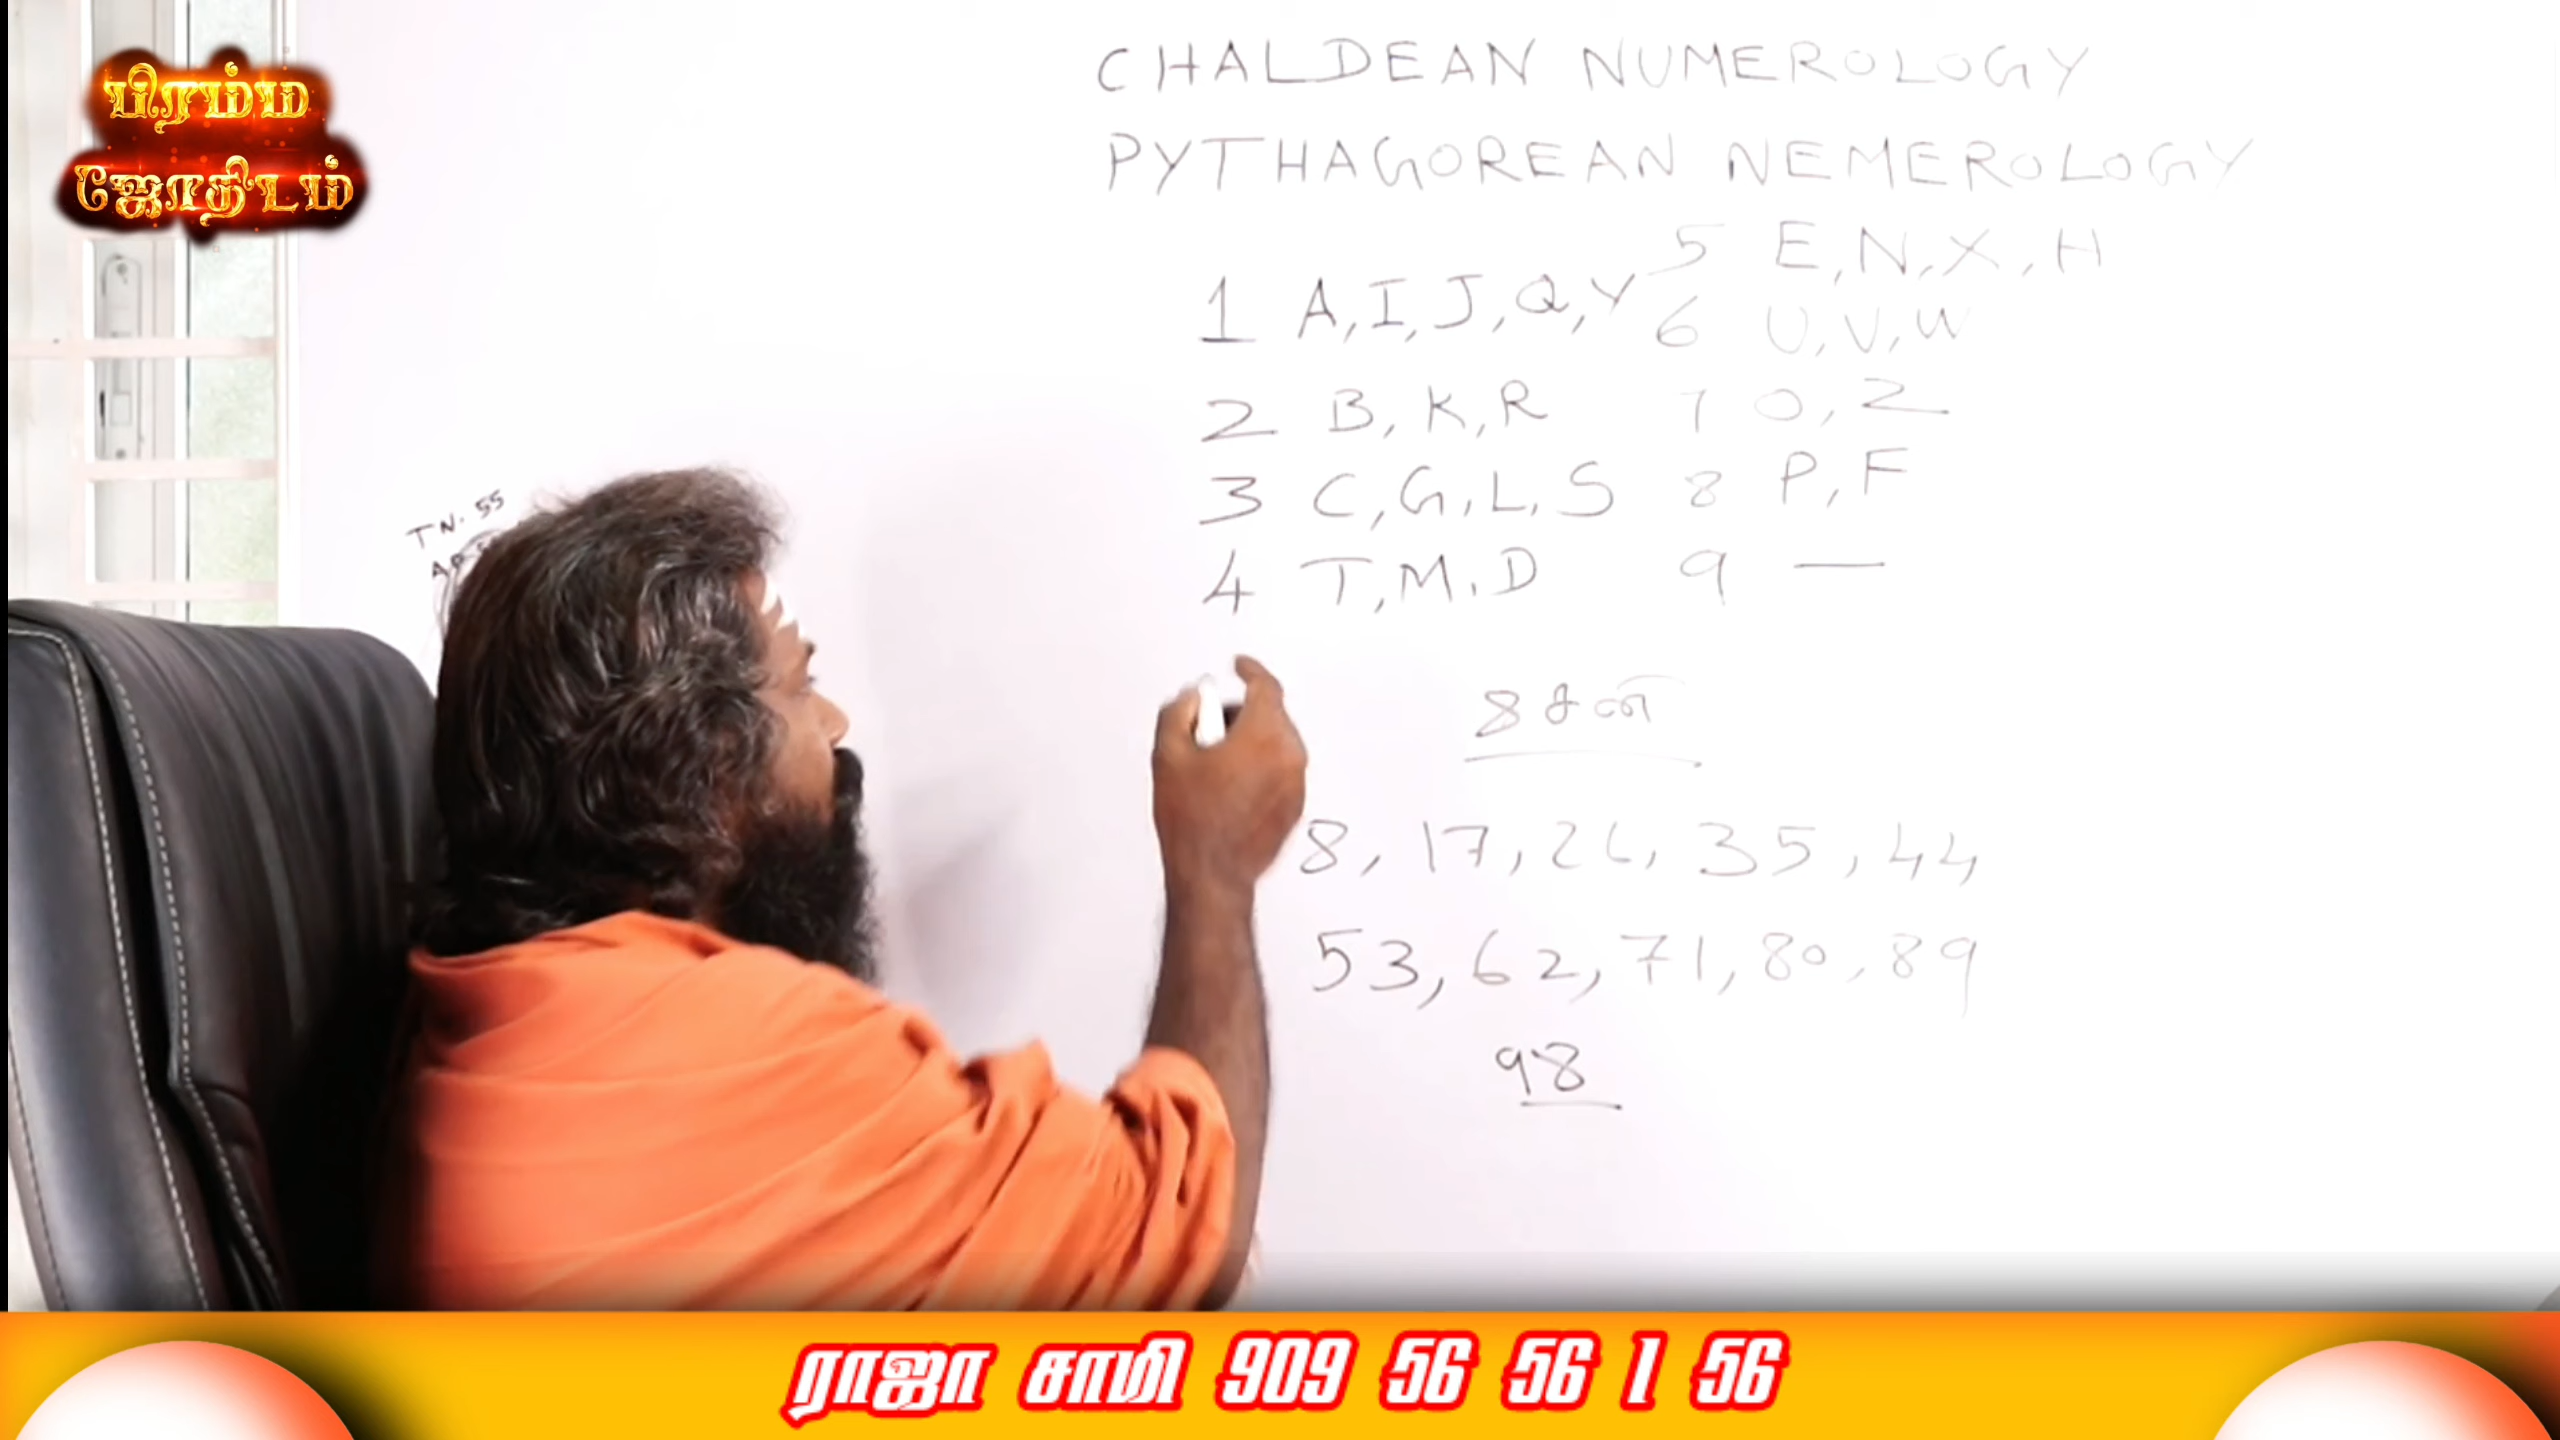 பிரம்ம
ஜோதிடம்
CHALDEAN NUMEROLOGY
PYTHAGOREAN NEMEROLOGY
1 A, I, J, Q, Y
2 B, K, R
3 C, G, L, S
4 T, M, D
5 E, N, X, H
6 U, V, W
7 O, Z
8 P, F
9 —
TN. 55
8 சனி
8, 17, 26, 35, 44
53, 62, 71, 80, 89
98
ராஜா சாமி 909 56 56 1 56